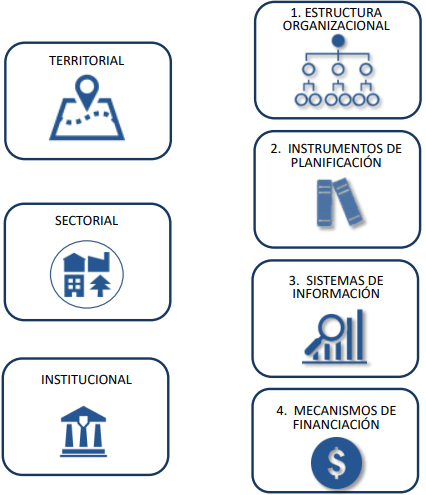 TERRITORIAL
SECTORIAL
INSTITUCIONAL
1. ESTRUCTURA
ORGANIZACIONAL
2.  INSTRUMENTOS DE
PLANIFICACIÓN
3.  SISTEMAS DE
INFORMACIÓN
4.  MECANISMOS DE
FINANCIACIÓN
$